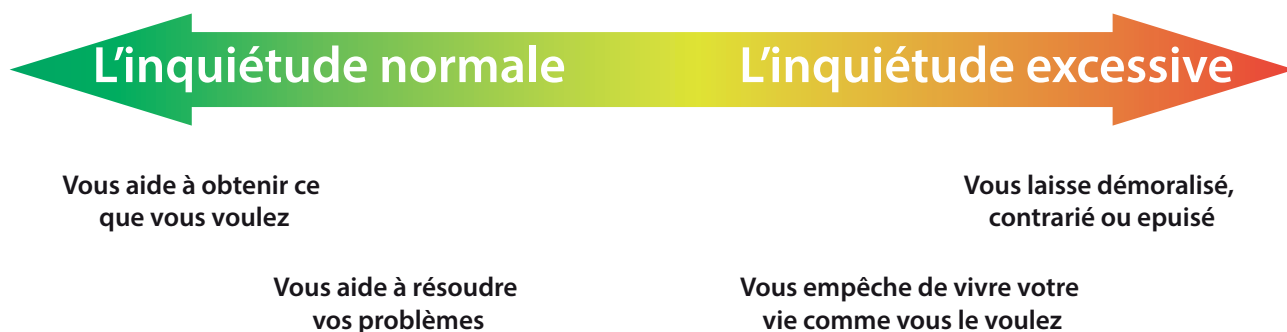 L'inquiétude normale
L'inquiétude excessive
Vous aide à obtenir ce
que vous voulez
Vous laisse démoralisé,
contrarié ou epuisé
Vous aide à résoudre
vos problèmes
Vous empêche de vivre votre
vie comme vous le voulez